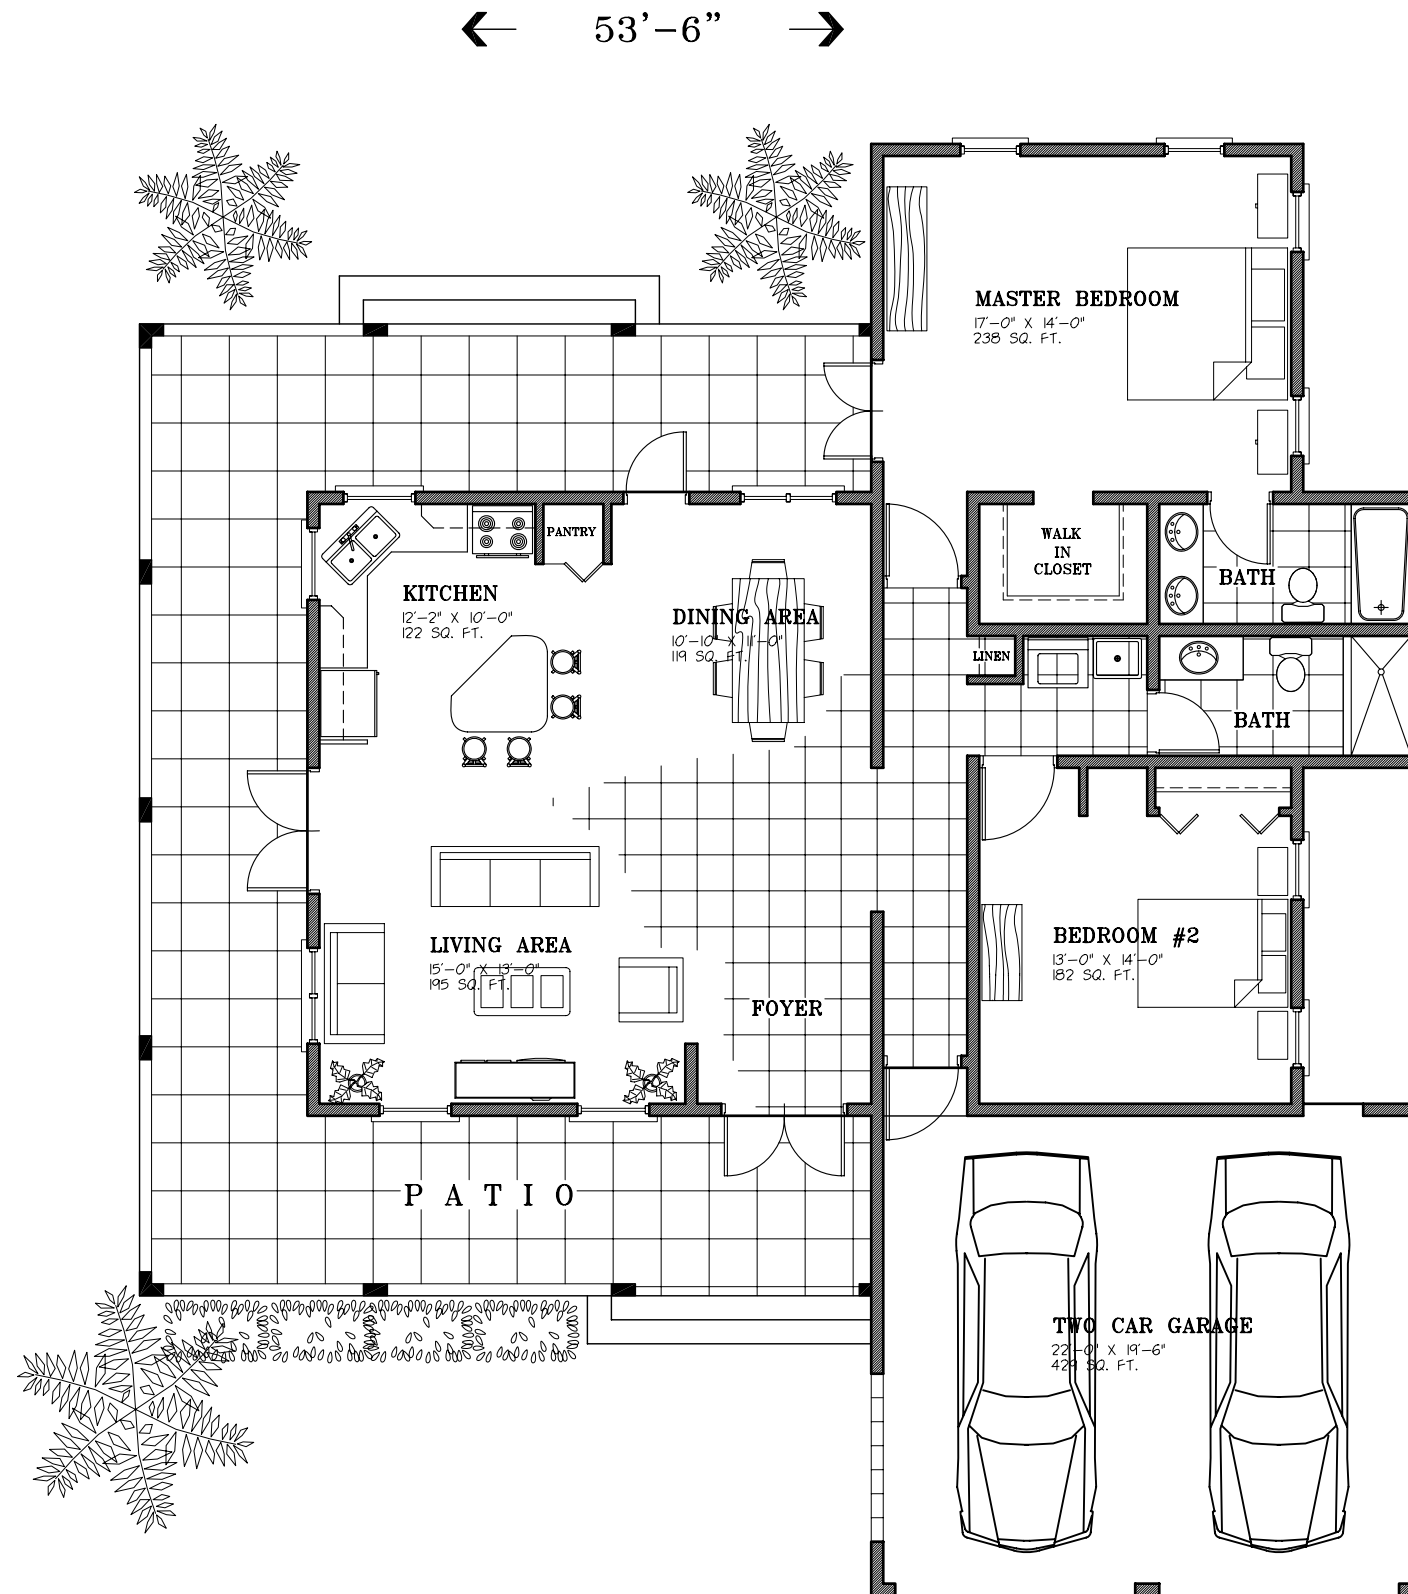 53'-6"
MASTER BEDROOM
17'-0" X 14'-0"
238 SQ. FT.
PANTRY
WALK
IN
CLOSET
BATH
KITCHEN
12'-2" X 10'-0"
122 SQ. FT.
DINING AREA
10'-10" X 11'-0"
119 SQ. FT.
LINEN
BATH
LIVING AREA
15'-0" X 13'-0"
195 SQ. FT.
BEDROOM #2
13'-0" X 14'-0"
182 SQ. FT.
FOYER
PATIO
TWO CAR GARAGE
22'-0" X 19'-6"
429 SQ. FT.